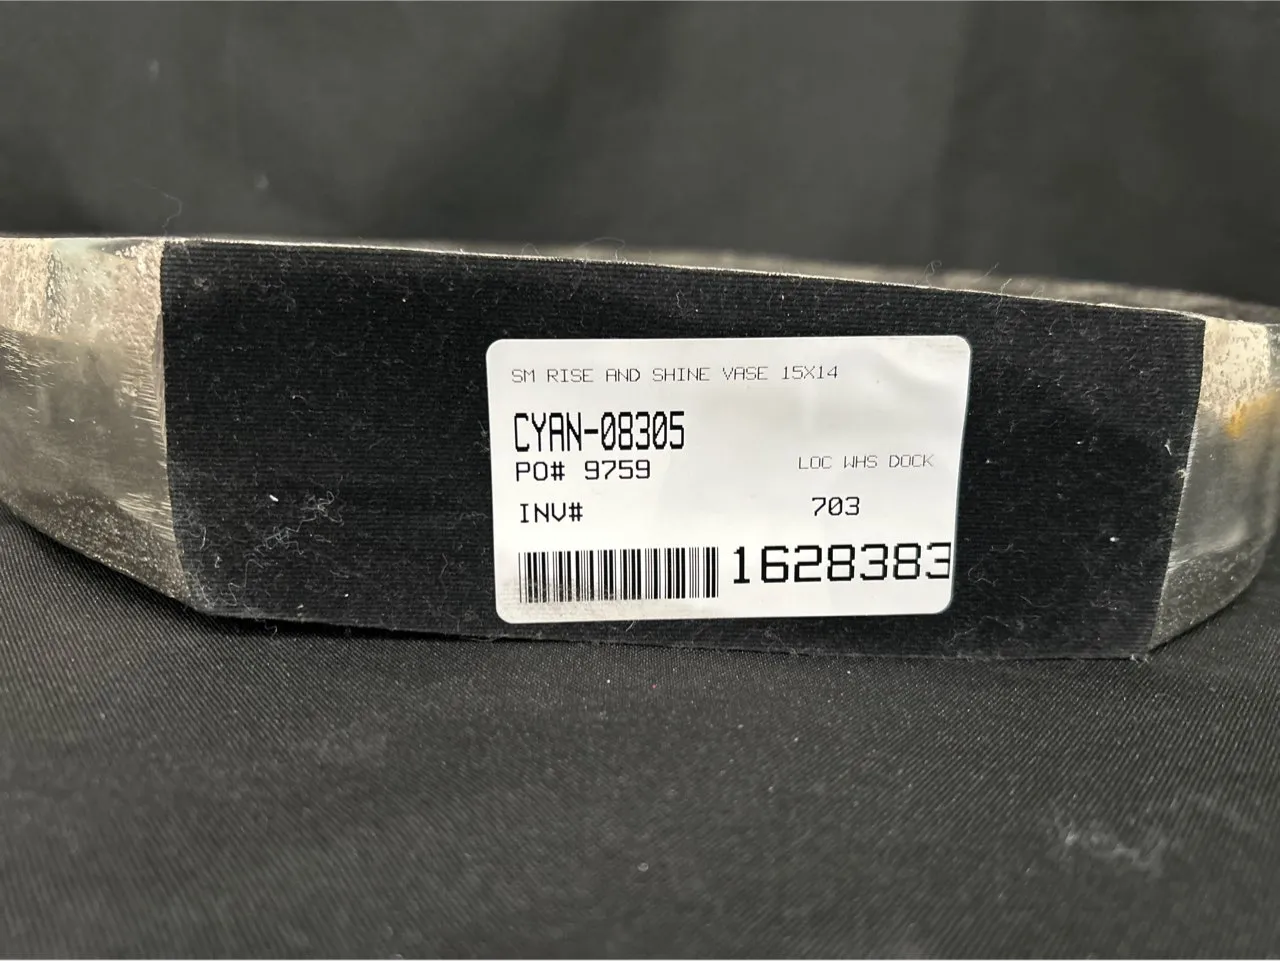 SM RISE AND SHINE VASE 15X14
CYAN-08305
PO# 9759
LOC WHS DOCK
INV#
703
1628383